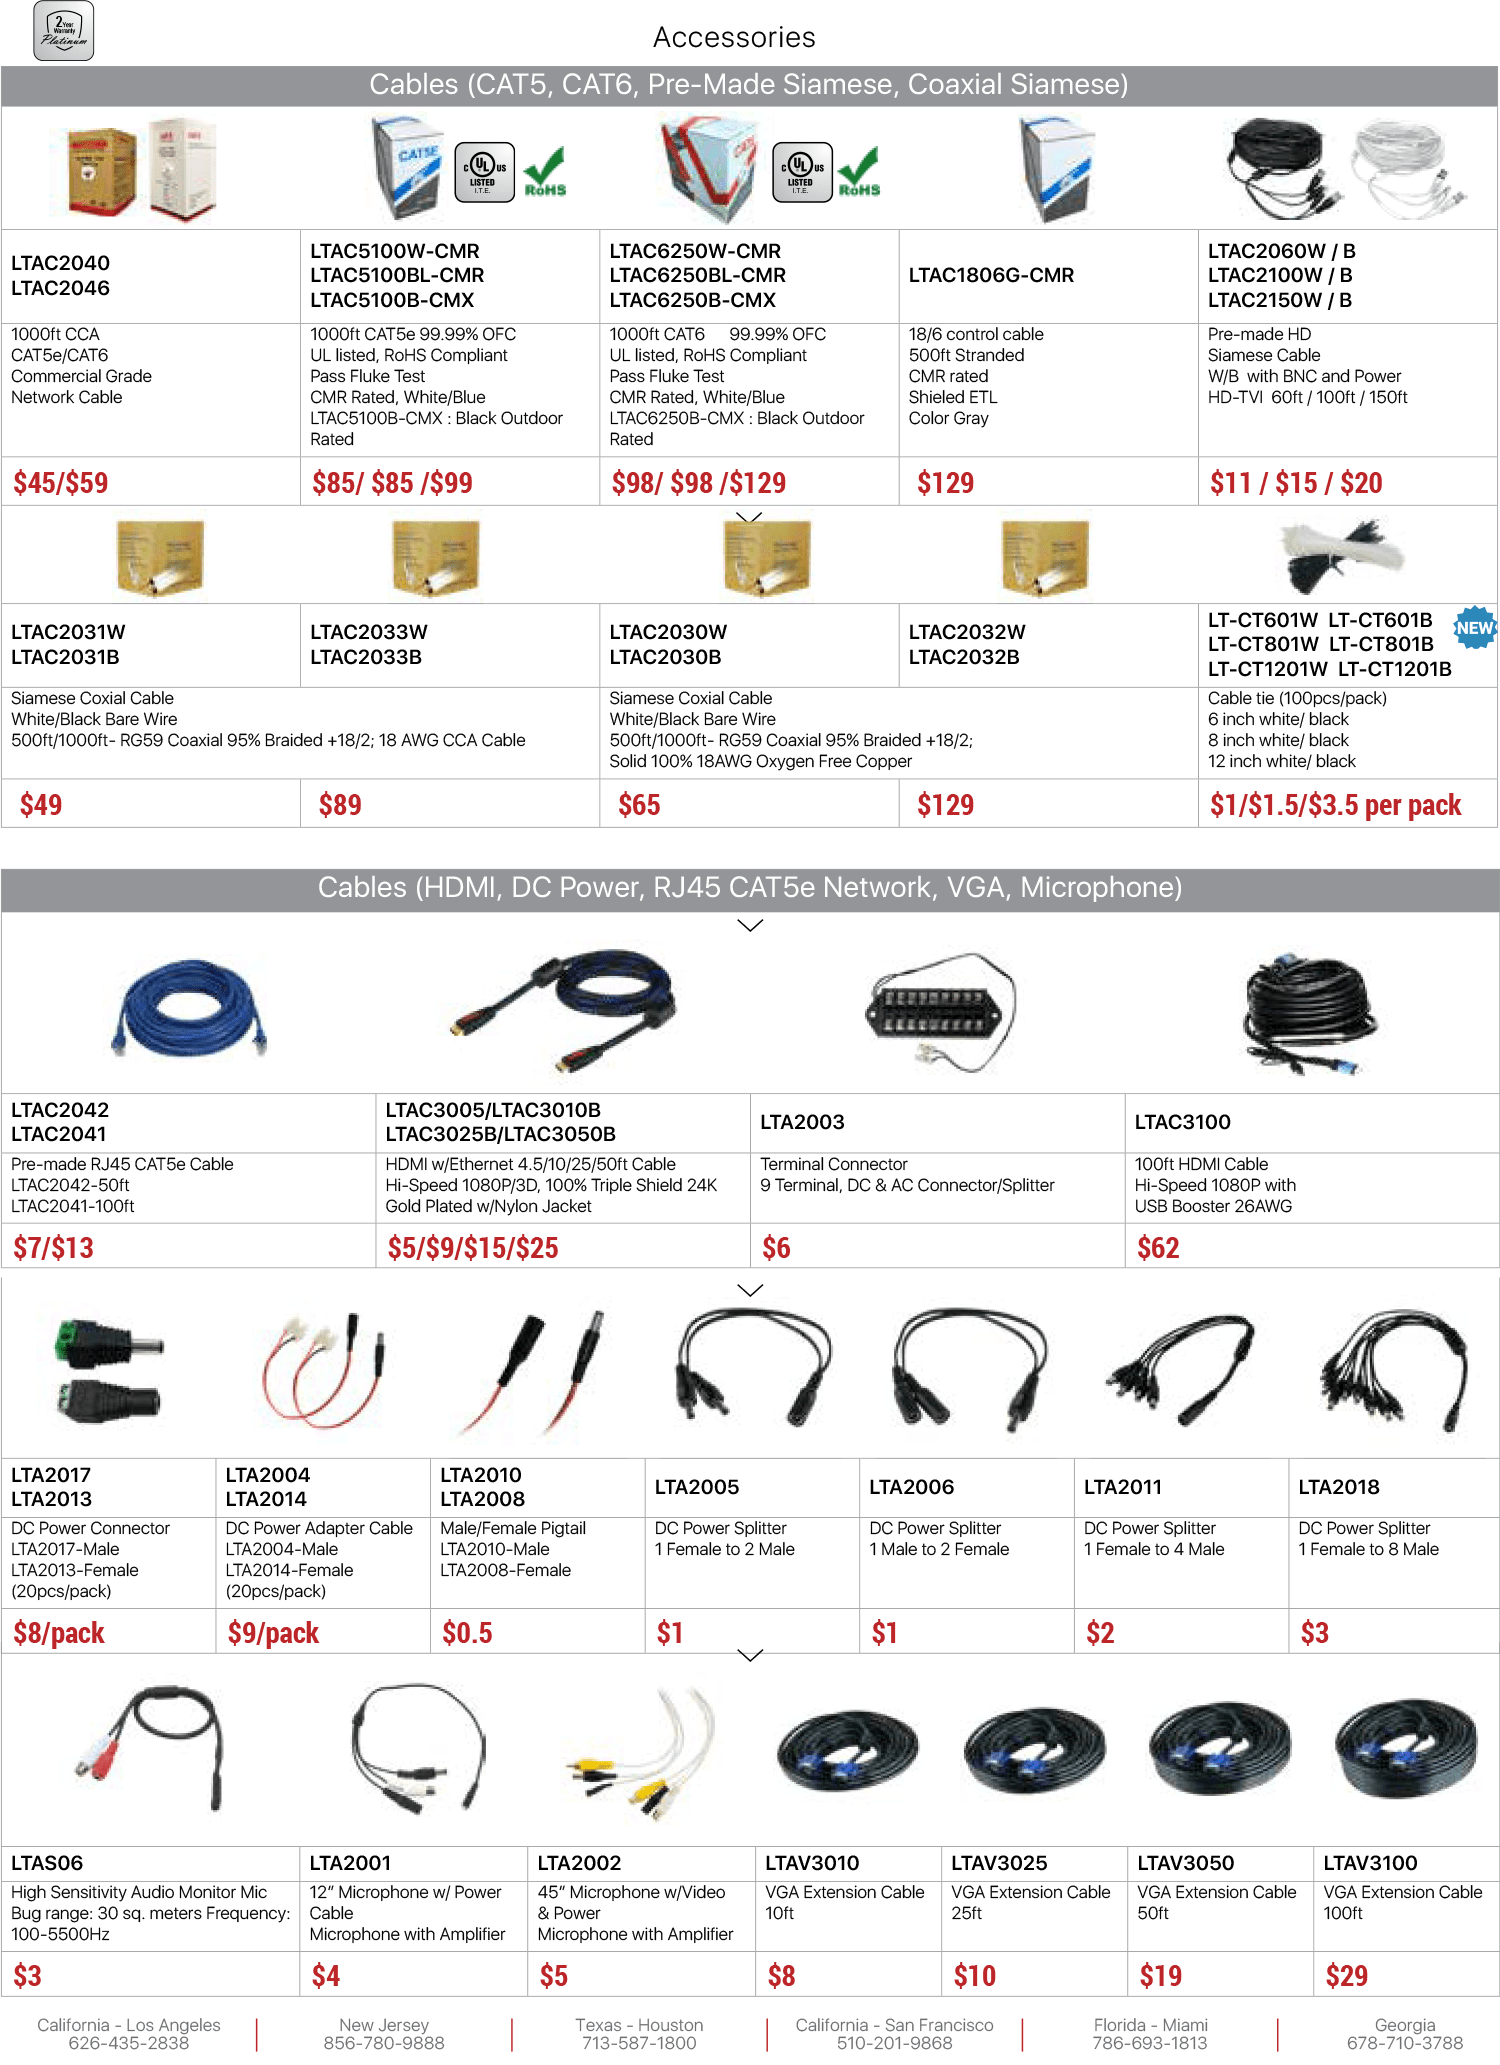 2 Year
Warranty
Platinum
Accessories
Cables (CAT5, CAT6, Pre-Made Siamese, Coaxial Siamese)
CAT5E
C UL US
LISTED
I.T.E.
RoHS
C UL US
LISTED
I.T.E.
RoHS
LTAC2040
LTAC2046
LTAC5100W-CMR
LTAC5100BL-CMR
LTAC5100B-CMX
LTAC6250W-CMR
LTAC6250BL-CMR
LTAC6250B-CMX
LTAC1806G-CMR
LTAC2060W / B
LTAC2100W / B
LTAC2150W / B
1000ft CCA
CAT5e/CAT6
Commercial Grade
Network Cable
1000ft CAT5e 99.99% OFC
UL listed, RoHS Compliant
Pass Fluke Test
CMR Rated, White/Blue
LTAC5100B-CMX : Black Outdoor
Rated
1000ft CAT6 99.99% OFC
UL listed, RoHS Compliant
Pass Fluke Test
CMR Rated, White/Blue
LTAC6250B-CMX : Black Outdoor
Rated
18/6 control cable
500ft Stranded
CMR rated
Shieled ETL
Color Gray
Pre-made HD
Siamese Cable
W/B with BNC and Power
HD-TVI 60ft / 100ft / 150ft
$45/$59
$85/ $85 /$99
$98/ $98 /$129
$129
$11 / $15 / $20
LTAC2031W
LTAC2031B
LTAC2033W
LTAC2033B
LTAC2030W
LTAC2030B
LTAC2032W
LTAC2032B
LT-CT601W LT-CT601B
LT-CT801W LT-CT801B
LT-CT1201W LT-CT1201B
NEW
Siamese Coxial Cable
White/Black Bare Wire
500ft/1000ft- RG59 Coaxial 95% Braided +18/2; 18 AWG CCA Cable
Siamese Coxial Cable
White/Black Bare Wire
500ft/1000ft- RG59 Coaxial 95% Braided +18/2;
Solid 100% 18AWG Oxygen Free Copper
Cable tie (100pcs/pack)
6 inch white/ black
8 inch white/ black
12 inch white/ black
$49
$89
$65
$129
$1/$1.5/$3.5 per pack
Cables (HDMI, DC Power, RJ45 CAT5e Network, VGA, Microphone)
LTAC2042
LTAC2041
LTAC3005/LTAC3010B
LTAC3025B/LTAC3050B
LTA2003
LTAC3100
Pre-made RJ45 CAT5e Cable
LTAC2042-50ft
LTAC2041-100ft
HDMI w/Ethernet 4.5/10/25/50ft Cable
Hi-Speed 1080P/3D, 100% Triple Shield 24K
Gold Plated w/Nylon Jacket
Terminal Connector
9 Terminal, DC & AC Connector/Splitter
100ft HDMI Cable
Hi-Speed 1080P with
USB Booster 26AWG
$7/$13
$5/$9/$15/$25
$6
$62
LTA2017
LTA2013
LTA2004
LTA2014
LTA2010
LTA2008
LTA2005
LTA2006
LTA2011
LTA2018
DC Power Connector
LTA2017-Male
LTA2013-Female
(20pcs/pack)
DC Power Adapter Cable
LTA2004-Male
LTA2014-Female
(20pcs/pack)
Male/Female Pigtail
LTA2010-Male
LTA2008-Female
DC Power Splitter
1 Female to 2 Male
DC Power Splitter
1 Male to 2 Female
DC Power Splitter
1 Female to 4 Male
DC Power Splitter
1 Female to 8 Male
$8/pack
$9/pack
$0.5
$1
$1
$2
$3
LTAS06
LTA2001
LTA2002
LTAV3010
LTAV3025
LTAV3050
LTAV3100
High Sensitivity Audio Monitor Mic
Bug range: 30 sq. meters Frequency:
100-5500Hz
12″ Microphone w/ Power
Cable
Microphone with Amplifier
45″ Microphone w/Video
& Power
Microphone with Amplifier
VGA Extension Cable
10ft
VGA Extension Cable
25ft
VGA Extension Cable
50ft
VGA Extension Cable
100ft
$3
$4
$5
$8
$10
$19
$29
California - Los Angeles
626-435-2838
New Jersey
856-780-9888
Texas - Houston
713-587-1800
California - San Francisco
510-201-9868
Florida - Miami
786-693-1813
Georgia
678-710-3788